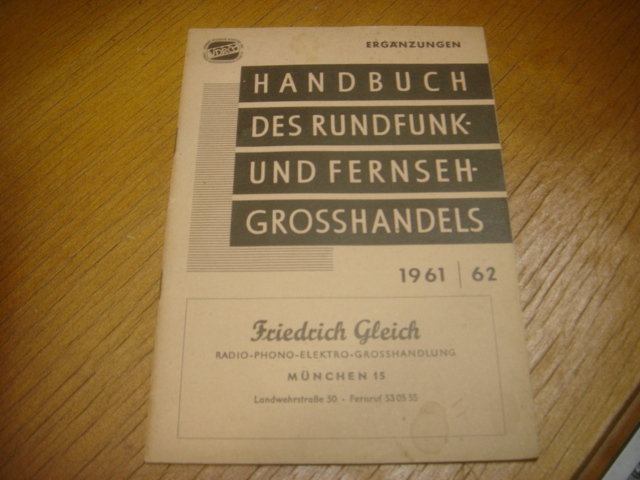 ERGÄNZUNGEN
HANDBUCH
DES RUNDFUNK-
UND FERNSEH-
GROSSHANDELS
1961 | 62
Friedrich Gleich
RADIO-PHONO-ELEKTRO-GROSSHANDLUNG
MÜNCHEN 15
Landwehrstraße 50 - Fernruf 53 05 55